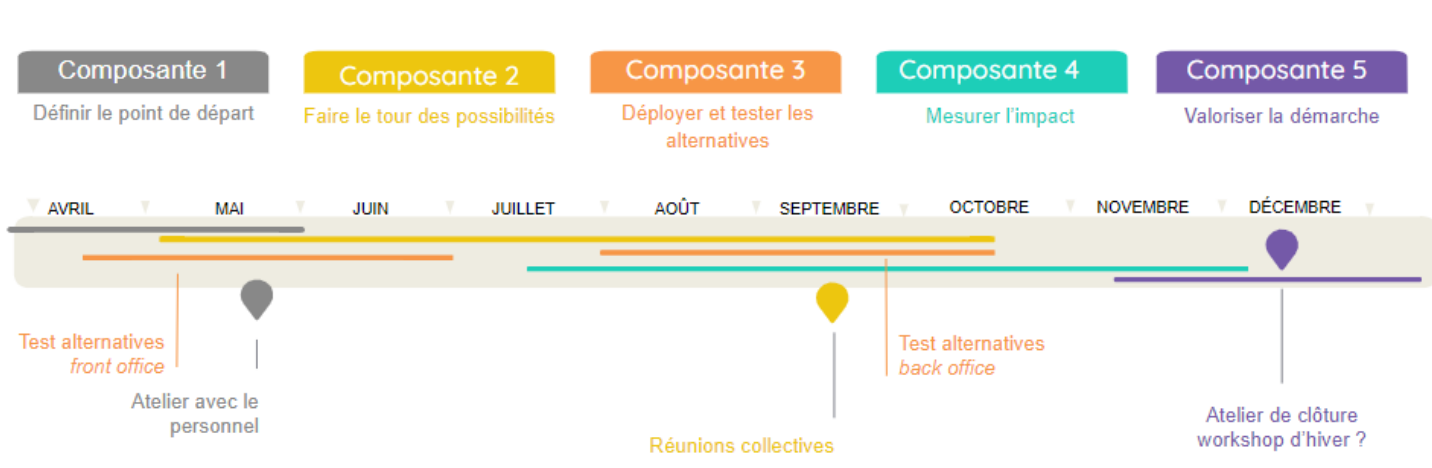 Composante 1
Définir le point de départ
Composante 2
Faire le tour des possibilités
Composante 3
Déployer et tester les
alternatives
Composante 4
Mesurer l'impact
Composante 5
Valoriser la démarche
AVRIL
MAI
JUIN
JUILLET
AOÛT
SEPTEMBRE
OCTOBRE
NOVEMBRE
DÉCEMBRE
Test alternatives
front office
Atelier avec le
personnel
Réunions collectives
Test alternatives
back office
Atelier de clôture
workshop d'hiver ?